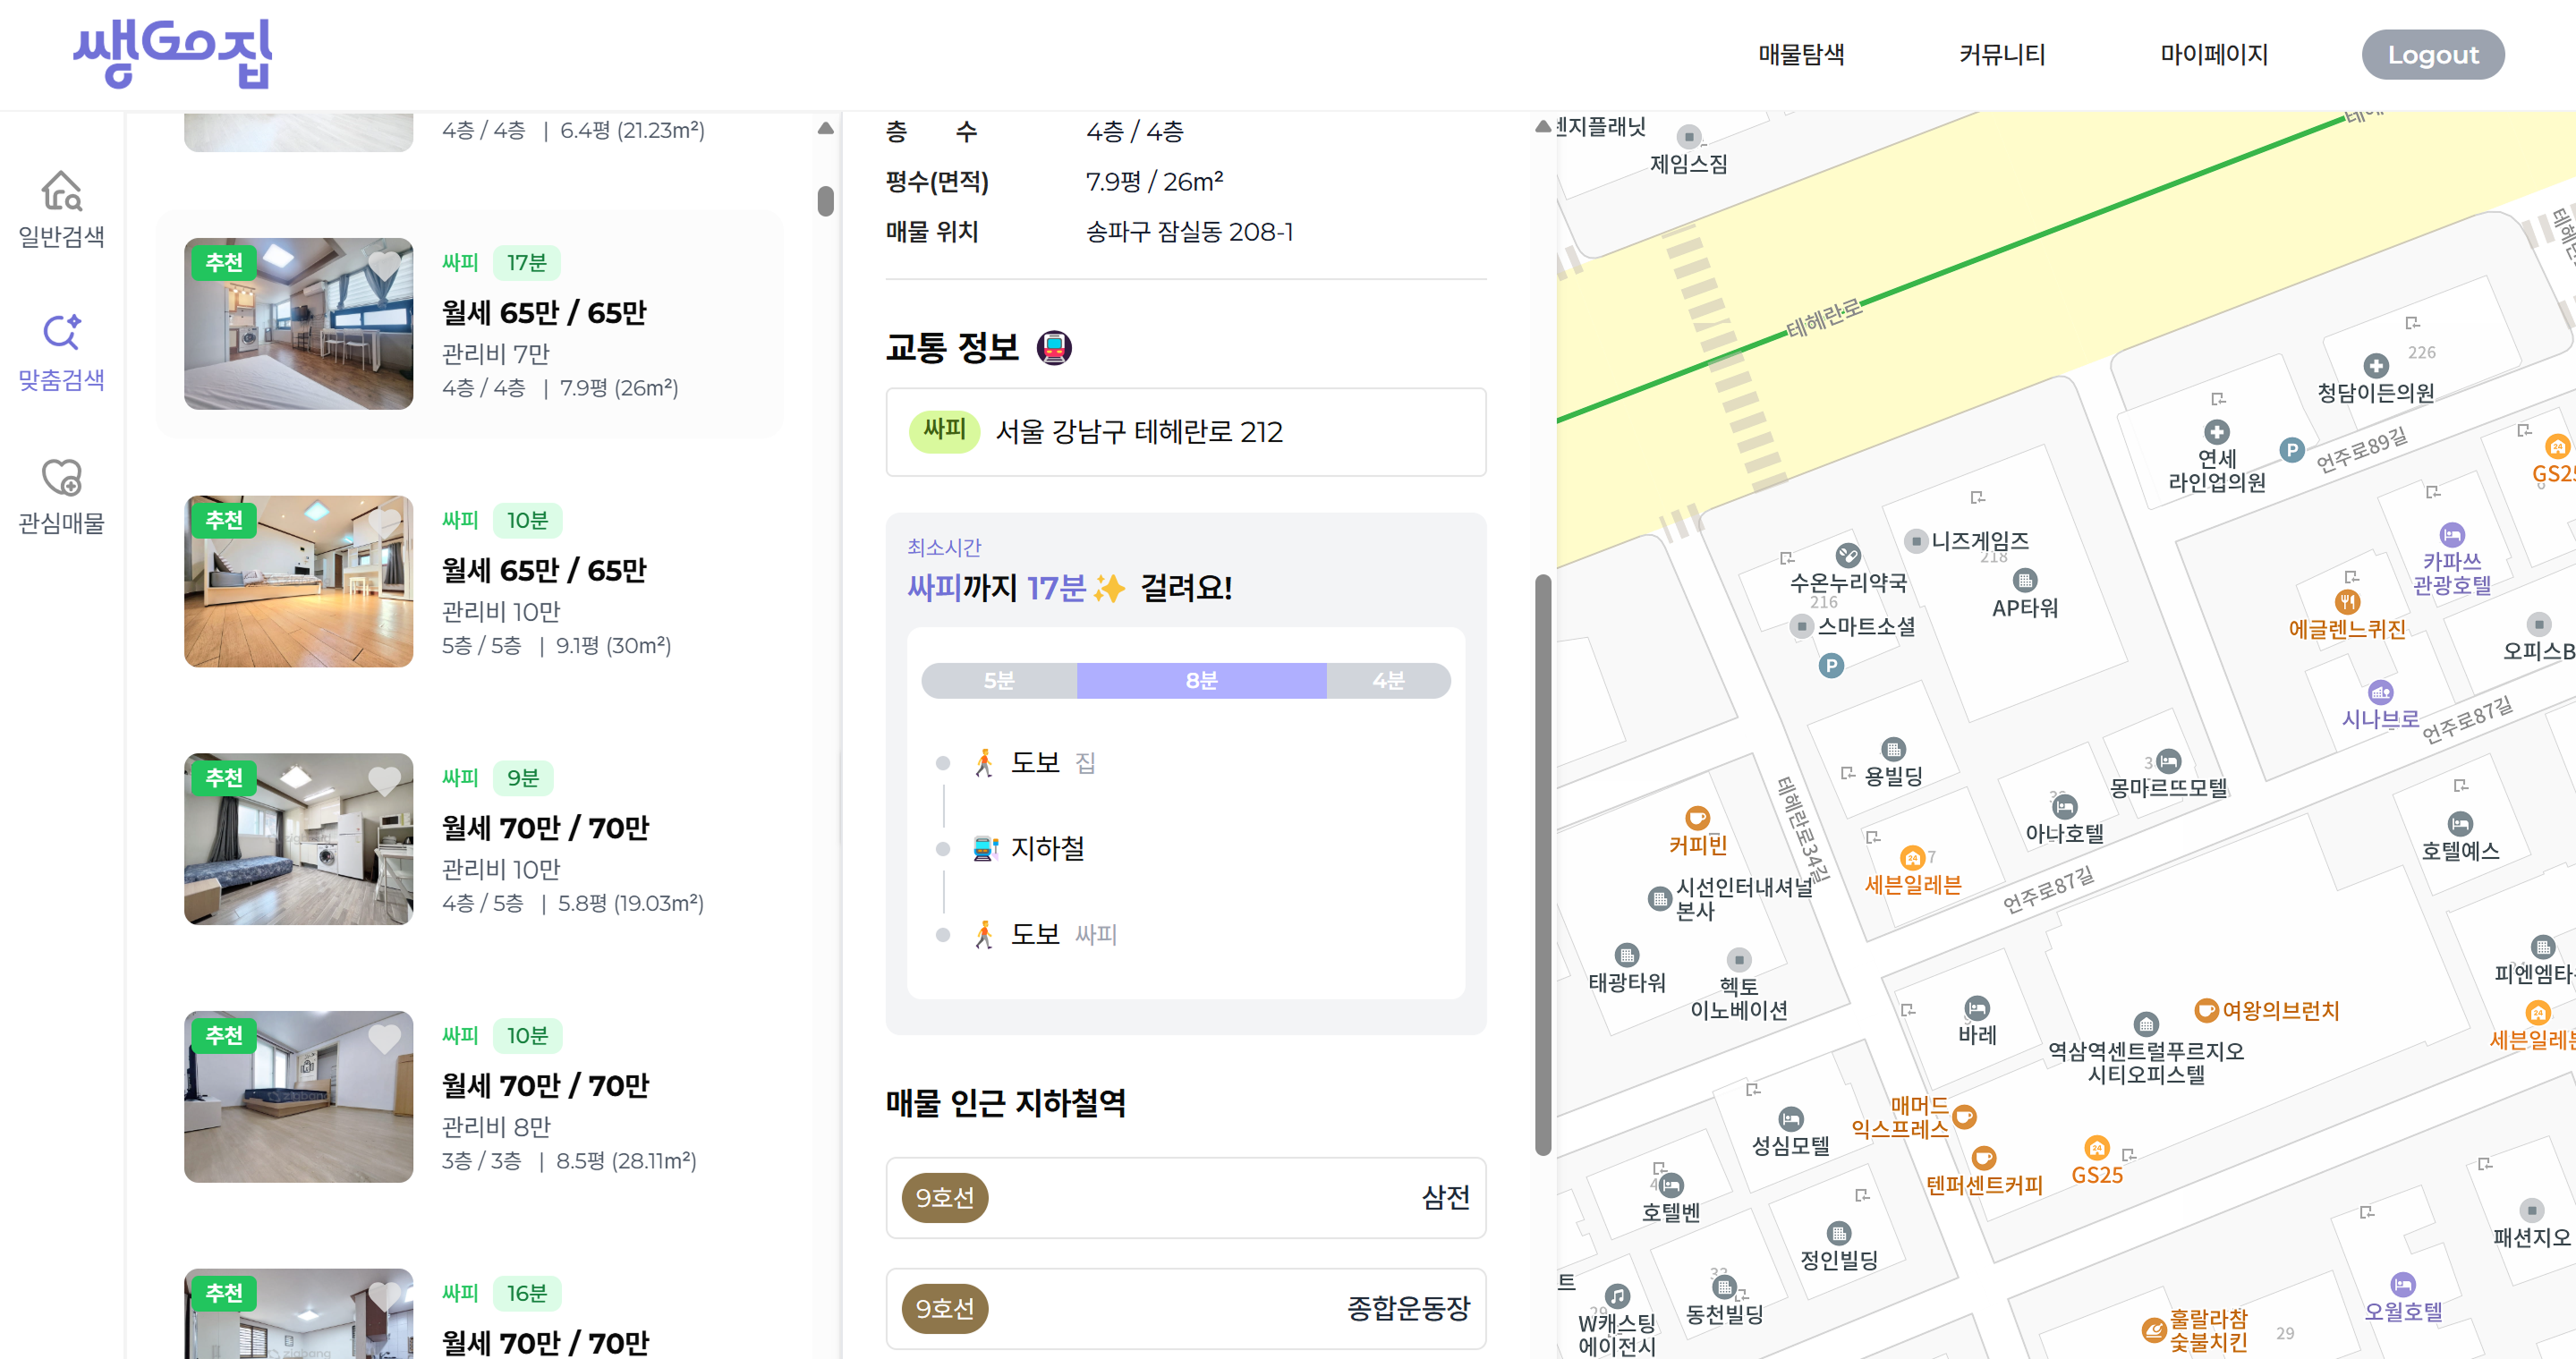 쌩Go집
매물탐색
커뮤니티
마이페이지
Logout
일반검색
맞춤검색
관심매물
4층 / 4층 | 6.4평 (21.23m²)
추천
싸피 17분
월세 65만 / 65만
관리비 7만
4층 / 4층 | 7.9평 (26m²)
추천
싸피 10분
월세 65만 / 65만
관리비 10만
5층 / 5층 | 9.1평 (30m²)
추천
싸피 9분
월세 70만 / 70만
관리비 10만
4층 / 5층 | 5.8평 (19.03m²)
추천
싸피 10분
월세 70만 / 70만
관리비 8만
3층 / 3층 | 8.5평 (28.11m²)
추천
싸피 16분
월세 70만 / 70만
층 수 4층 / 4층
평수(면적) 7.9평 / 26m²
매물 위치 송파구 잠실동 208-1
교통 정보
싸피 서울 강남구 테헤란로 212
최소시간
싸피까지 17분✨ 걸려요!
5분 8분 4분
도보 집
지하철
도보 싸피
매물 인근 지하철역
9호선 삼전
9호선 종합운동장
렌지플래닛
제임스짐
테헤란로
226
청담이든의원
연세
라인업의원
P
언주로89길
GS25
니즈게임즈
218
수온누리약국
216
AP타워
스마트소셜
P
카파쓰
관광호텔
에글렌느퀴진
오피스B
시나브로
언주로87길
용빌딩
3
몽마르뜨모텔
아나호텔
호텔예스
커피빈
테헤란로34길
7
세븐일레븐
언주로87길
시선인터내셔널
본사
태광타워
헥토
이노베이션
바레
여왕의브런치
역삼역센트럴푸르지오
시티오피스텔
피엔엠타
세븐일레븐
매머드
익스프레스
성심모텔
텐퍼센트커피
GS25
호텔벤
정인빌딩
패션지오
트
32
동천빌딩
29
W캐스팅
에이전시
오월호텔
훌랄라참
숯불치킨
29